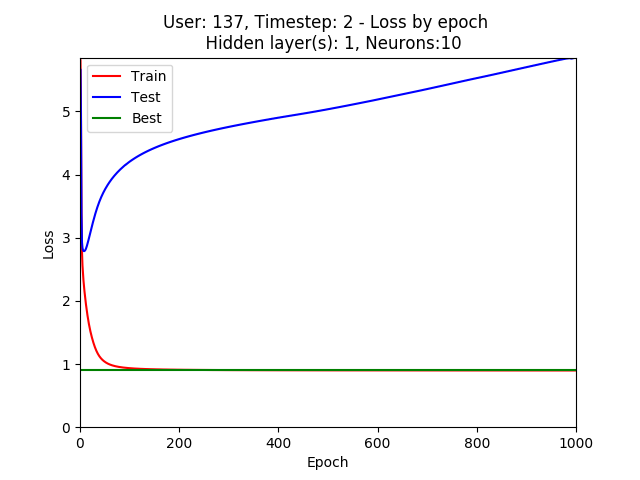 User: 137, Timestep: 2 - Loss by epoch
Hidden layer(s): 1, Neurons:10
Train
Test
Best
5
4
3
2
1
0
Loss
0 200 400 600 800 1000
Epoch